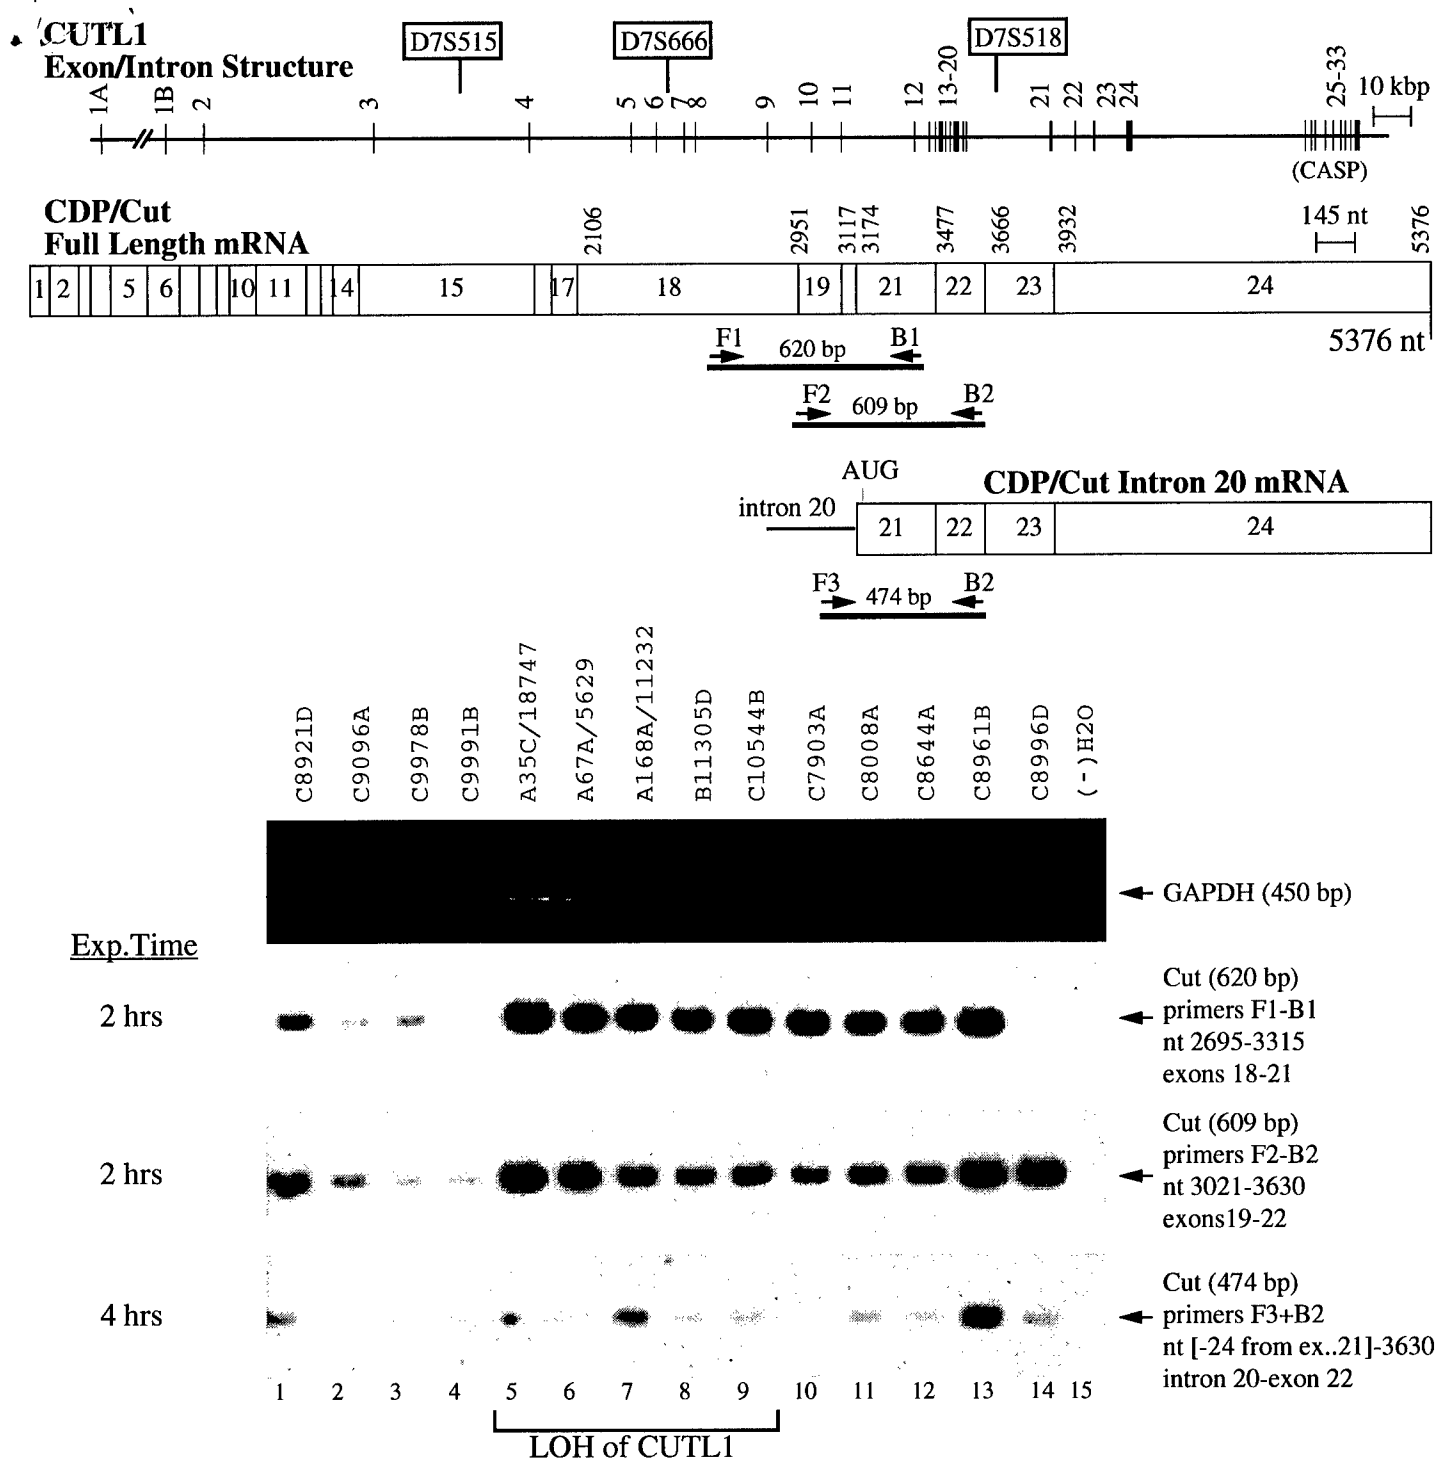 CUTL1
Exon/Intron Structure
D7S515
D7S666
D7S518
1A 1B 2 3 4 5 6 7 8 9 10 11 12 13-20 21 22 23 24 25-33
10 kbp
(CASP)
CDP/Cut
Full Length mRNA
2106 2951 3117 3174 3477 3666 3932 5376
145 nt
1 2 5 6 10 11 14 15 17 18 19 21 22 23 24
5376 nt
F1 620 bp B1
F2 609 bp B2
AUG
CDP/Cut Intron 20 mRNA
intron 20
21 22 23 24
F3 474 bp B2
C8921D C9096A C9978B C9991B A35C/18747 A67A/5629 A168A/11232 B11305D C10544B C7903A C8008A C8644A C8961B C8996D (-)H2O
GAPDH (450 bp)
Exp.Time
2 hrs
Cut (620 bp)
primers F1-B1
nt 2695-3315
exons 18-21
2 hrs
Cut (609 bp)
primers F2-B2
nt 3021-3630
exons19-22
4 hrs
Cut (474 bp)
primers F3+B2
nt [-24 from ex..21]-3630
intron 20-exon 22
1 2 3 4 5 6 7 8 9 10 11 12 13 14 15
LOH of CUTL1